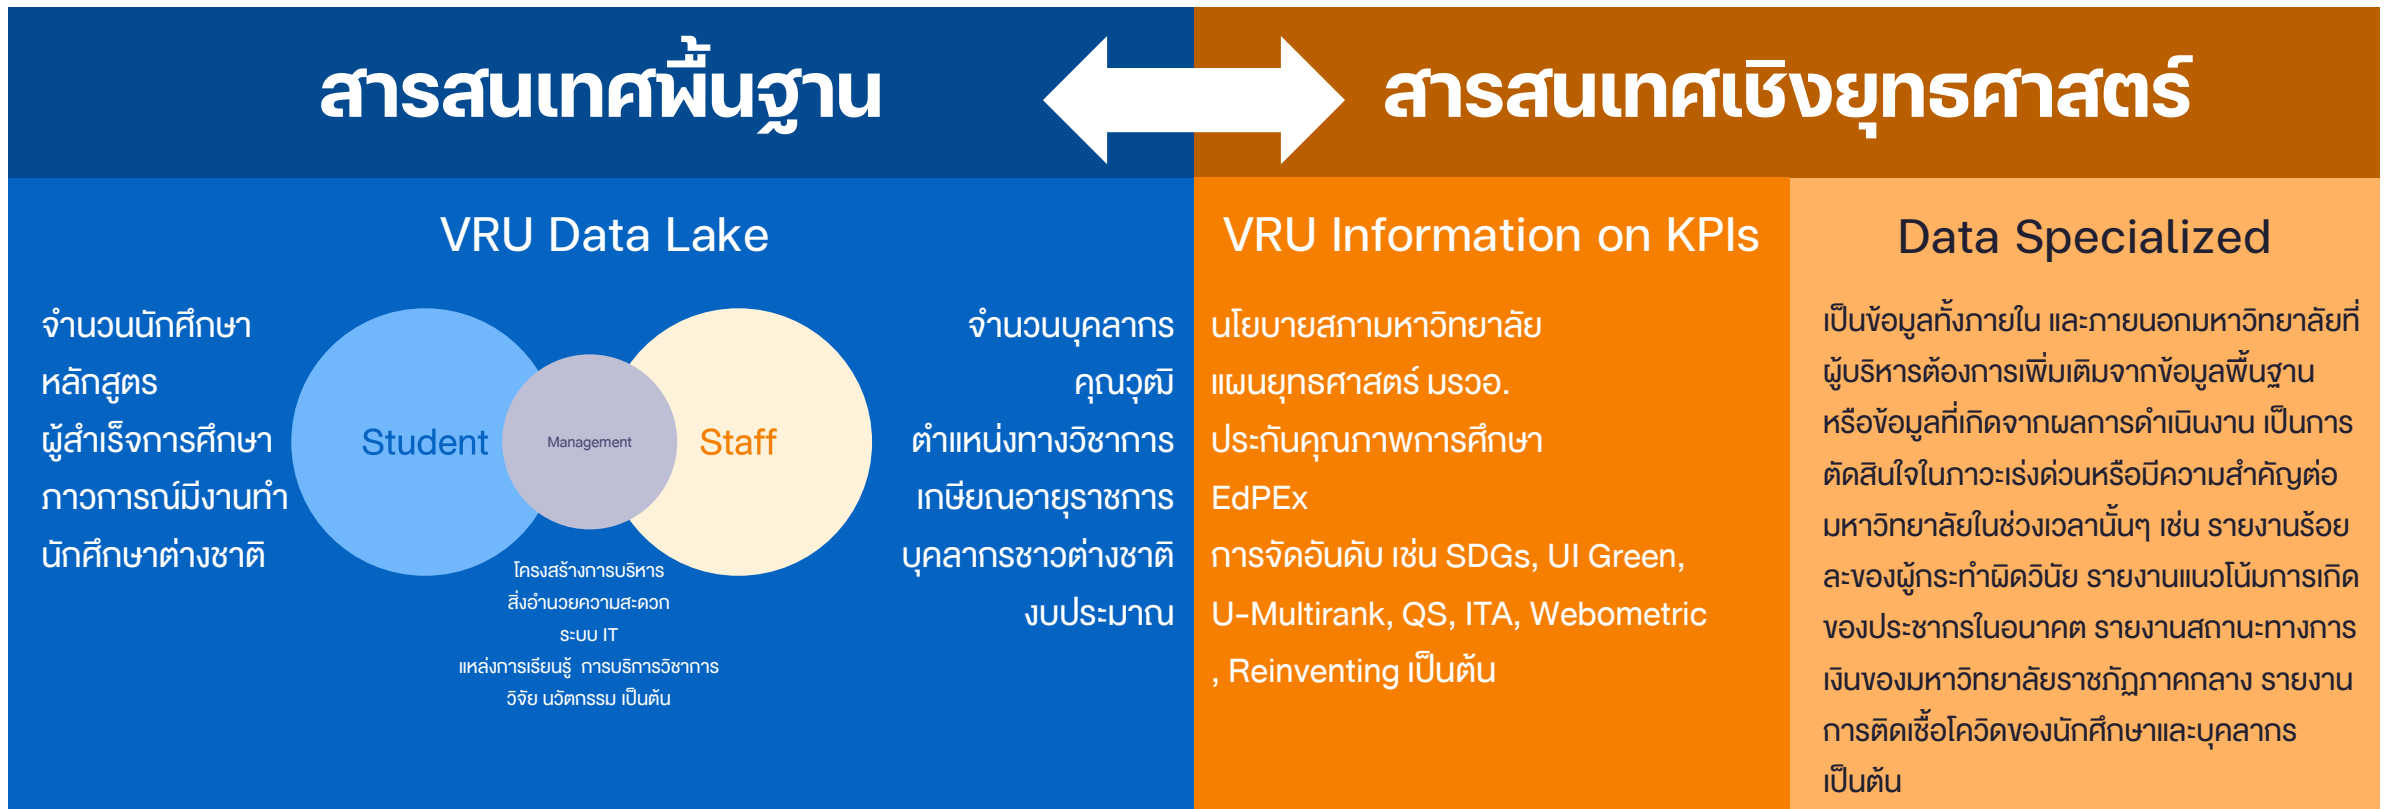 สารสนเทศพื้นฐาน
สารสนเทศเชิงยุทธศาสตร์
VRU Data Lake
จำนวนนักศึกษา
หลักสูตร
ผู้สำเร็จการศึกษา
ภาวการณ์มีงานทำ
นักศึกษาต่างชาติ
Student
Management
Staff
โครงสร้างการบริหาร
สิ่งอำนวยความสะดวก
ระบบ IT
แหล่งการเรียนรู้ การบริการวิชาการ
วิจัย นวัตกรรม เป็นต้น
จำนวนบุคลากร
คุณวุฒิ
ตำแหน่งทางวิชาการ
เกษียณอายุราชการ
บุคลากรชาวต่างชาติ
งบประมาณ
VRU Information on KPIs
นโยบายสภามหาวิทยาลัย
แผนยุทธศาสตร์ มรวอ.
ประกันคุณภาพการศึกษา
EdPEx
การจัดอันดับ เช่น SDGs, UI Green,
U-Multirank, QS, ITA, Webometric
, Reinventing เป็นต้น
Data Specialized
เป็นข้อมูลทั้งภายใน และภายนอกมหาวิทยาลัยที่
ผู้บริหารต้องการเพิ่มเติมจากข้อมูลพื้นฐาน
หรือข้อมูลที่เกิดจากผลการดำเนินงาน เป็นการ
ตัดสินใจในภาวะเร่งด่วนหรือมีความสำคัญต่อ
มหาวิทยาลัยในช่วงเวลานั้นๆ เช่น รายงานร้อย
ละของผู้กระทำผิดวินัย รายงานแนวโน้มการเกิด
ของประชากรในอนาคต รายงานสถานะทางการ
เงินของมหาวิทยาลัยราชภัฏภาคกลาง รายงาน
การติดเชื้อโควิดของนักศึกษาและบุคลากร
เป็นต้น